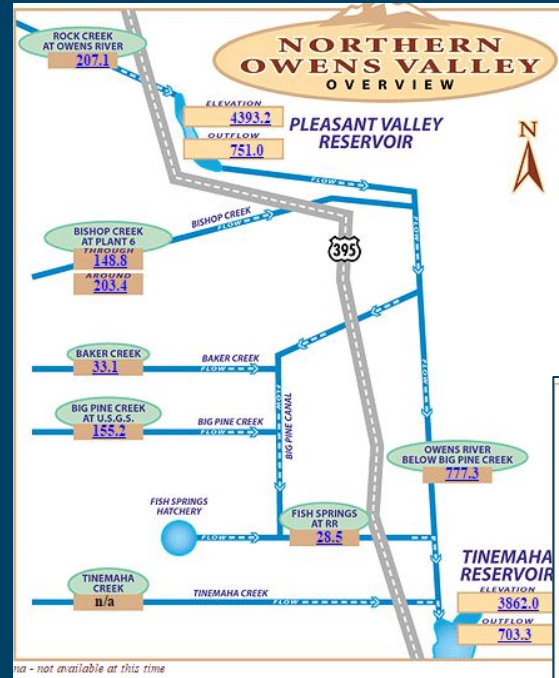 NORTHERN
OWENS VALLEY
OVERVIEW
ROCK CREEK
AT OWENS RIVER
207.1
FLOW
ELEVATION
4393.2
OUTFLOW
751.0
PLEASANT VALLEY
RESERVOIR
N
FLOW
BISHOP CREEK
FLOW
BISHOP CREEK
AT PLANT 6
THROUGH
148.8
AROUND
203.4
395
FLOW
BAKER CREEK
33.1
BAKER CREEK
FLOW
BIG PINE CREEK
AT U.S.G.S.
155.2
BIG PINE CREEK
FLOW
FLOW
BIG PINE CANAL
FLOW
OWENS RIVER
BELOW BIG PINE CREEK
777.3
FISH SPRINGS
HATCHERY
FLOW
FISH SPRINGS
AT RR
28.5
TINEMAHA
CREEK
n/a
TINEMAHA CREEK
FLOW
TINEMAHA
RESERVOIR
ELEVATION
3862.0
OUTFLOW
703.3
na - not available at this time